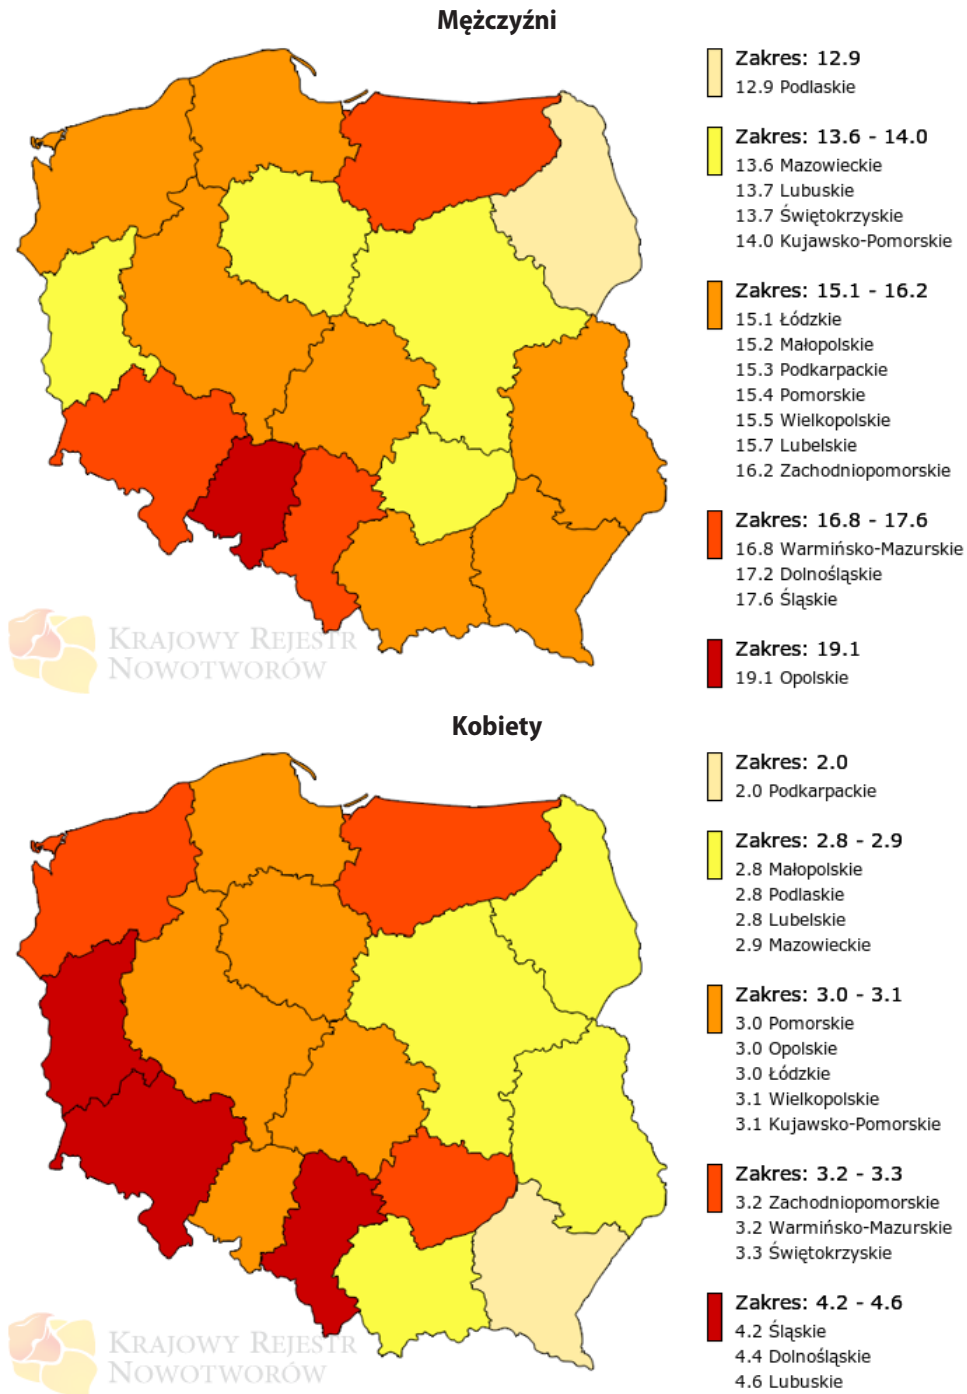 Mężczyźni
Zakres: 12.9
12.9 Podlaskie
Zakres: 13.6 - 14.0
13.6 Mazowieckie
13.7 Lubuskie
13.7 Świętokrzyskie
14.0 Kujawsko-Pomorskie
Zakres: 15.1 - 16.2
15.1 Łódzkie
15.2 Małopolskie
15.3 Podkarpackie
15.4 Pomorskie
15.5 Wielkopolskie
15.7 Lubelskie
16.2 Zachodniopomorskie
Zakres: 16.8 - 17.6
16.8 Warmińsko-Mazurskie
17.2 Dolnośląskie
17.6 Śląskie
Zakres: 19.1
19.1 Opolskie
KRAJOWY REJESTR
NOWOTWORÓW
Kobiety
Zakres: 2.0
2.0 Podkarpackie
Zakres: 2.8 - 2.9
2.8 Małopolskie
2.8 Podlaskie
2.8 Lubelskie
2.9 Mazowieckie
Zakres: 3.0 - 3.1
3.0 Pomorskie
3.0 Opolskie
3.0 Łódzkie
3.1 Wielkopolskie
3.1 Kujawsko-Pomorskie
Zakres: 3.2 - 3.3
3.2 Zachodniopomorskie
3.2 Warmińsko-Mazurskie
3.3 Świętokrzyskie
Zakres: 4.2 - 4.6
4.2 Śląskie
4.4 Dolnośląskie
4.6 Lubuskie
KRAJOWY REJESTR
NOWOTWORÓW